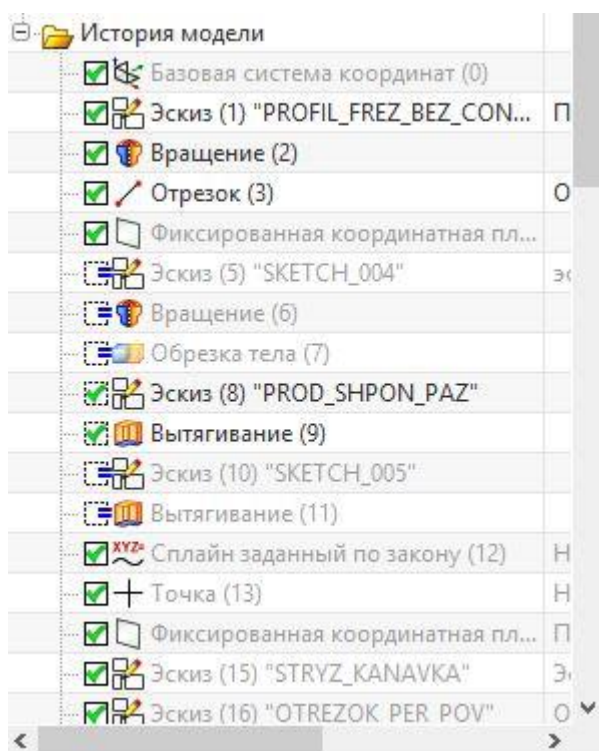 История модели
Базовая система координат (0)
Эскиз (1) "PROFIL_FREZ_BEZ_CON... П
Вращение (2)
Отрезок (3) О
Фиксированная координатная пл...
Эскиз (5) "SKETCH_004" эс
Вращение (6)
Обрезка тела (7)
Эскиз (8) "PROD_SHPON_PAZ"
Вытягивание (9)
Эскиз (10) "SKETCH_005"
Вытягивание (11)
XYZ= Сплайн заданный по закону (12) Н
Точка (13) Н
Фиксированная координатная пл... П
Эскиз (15) "STRYZ_KANAVKA" Э
Эскиз (16) "OTREZOK_PER_POV" О